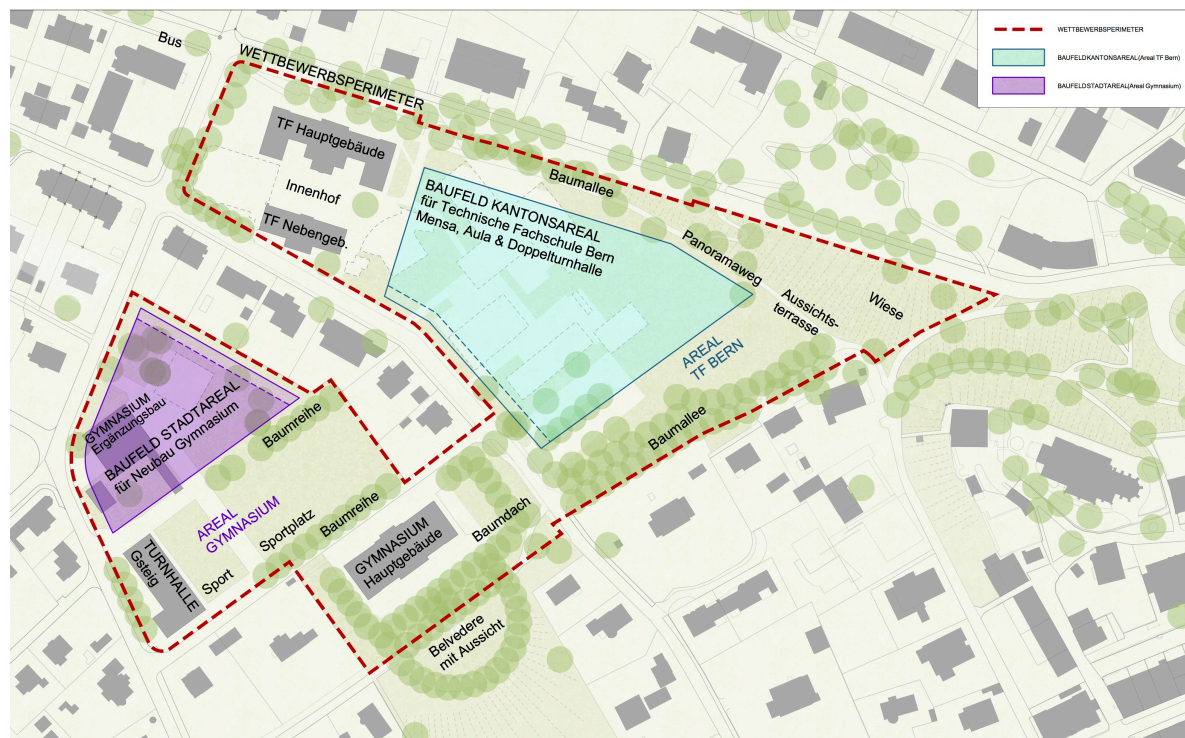 Bus
WETTBEWERBSPERIMETER
WETTBEWERBSPERIMETER
BAUFELDKANTONSAREAL(Areal TF Bern)
BAUFELDSTADTAREAL(Areal Gymnasium)
TF Hauptgebäude
Innenhof
TF Nebengeb.
Baumallee
BAUFELD KANTONSAREAL
für Technische Fachschule Bern
Mensa, Aula & Doppelturnhalle
Panoramaweg
Aussichts-
terrasse
Wiese
AREAL
TF BERN
Baumallee
GYMNASIUM
Ergänzungsbau
BAUFELD STADTAREAL
für Neubau Gymnasium
Baumreihe
AREAL
GYMNASIUM
Sportplatz
Baumreihe
Sport
TURNHALLE
Gsteig
GYMNASIUM
Hauptgebäude
Baumdach
Belvedere
mit Aussicht